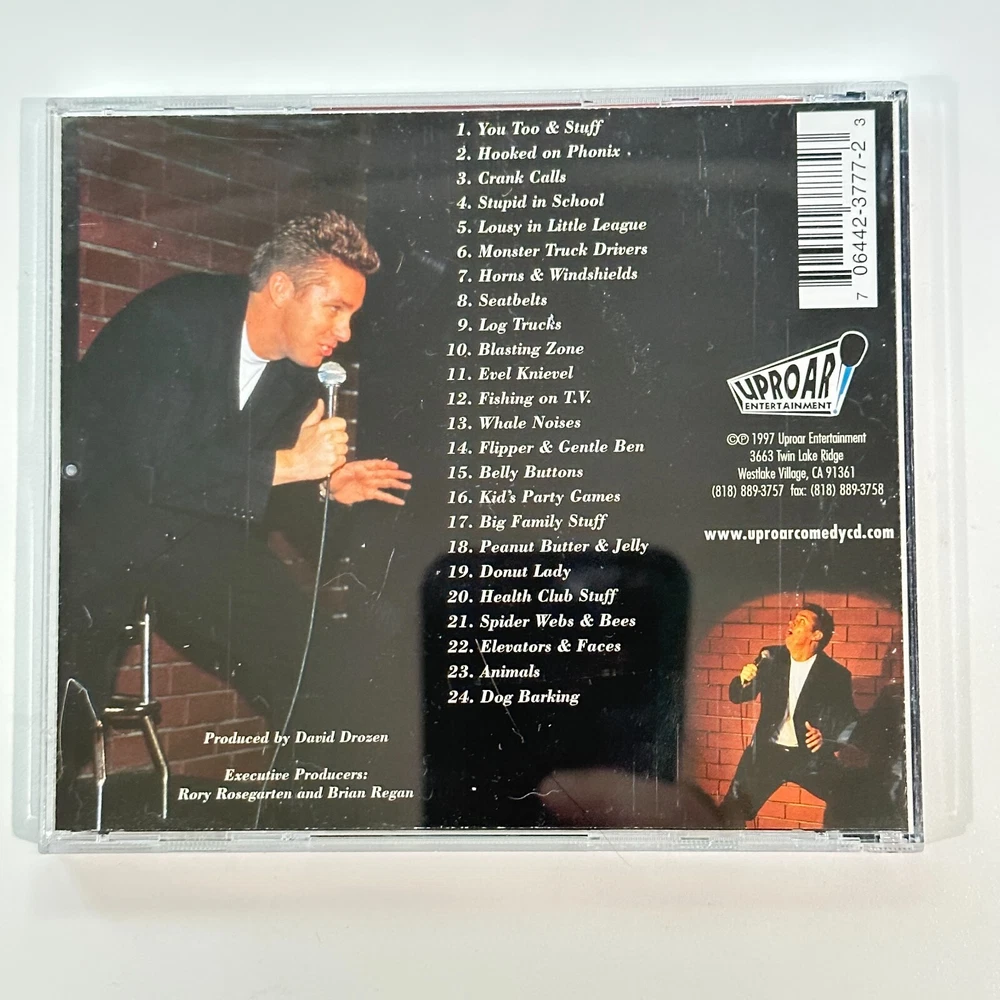 1. You Too & Stuff
2. Hooked on Phonix
3. Crank Calls
4. Stupid in School
5. Lousy in Little League
6. Monster Truck Drivers
7. Horns & Windshields
8. Seatbelts
9. Log Trucks
10. Blasting Zone
11. Evel Knievel
12. Fishing on T.V.
13. Whale Noises
14. Flipper & Gentle Ben
15. Belly Buttons
16. Kid's Party Games
17. Big Family Stuff
18. Peanut Butter & Jelly
19. Donut Lady
20. Health Club Stuff
21. Spider Webs & Bees
22. Elevators & Faces
23. Animals
24. Dog Barking
Produced by David Drozen
Executive Producers:
Rory Rosegarten and Brian Regan
7 06442-3777-2 3
UPROAR
ENTERTAINMENT
©℗ 1997 Uproar Entertainment
3663 Twin Lake Ridge
Westlake Village, CA 91361
(818) 889-3757 fax: (818) 889-3758
www.uproarcomedycd.com